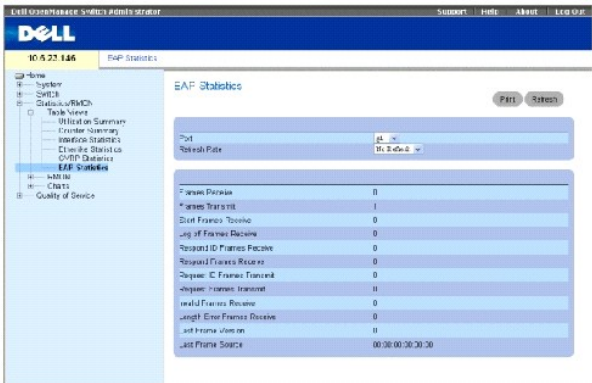 Dell OpenManage Switch Administrator
Support Help About Log Out
DELL
10.6.22.146 EAP Statistics
Home
System
Switch
Statistics/RMON
Table Views
Utilization Summary
Counter Summary
Interface Statistics
Etherlike Statistics
GVRP Statistics
EAP Statistics
RMON
Charts
Quality of Service
EAP Statistics
Print Refresh
Port g1
Refresh Rate No Refresh
Frames Receive 0
Frames Transmit 1
Start Frames Receive 0
Log off Frames Receive 0
Respond ID Frames Receive 0
Respond Frames Receive 0
Request ID Frames Transmit 0
Request Frames Transmit 0
Invalid Frames Receive 0
Length Error Frames Receive 0
Last Frame Version 0
Last Frame Source 00:00:00:00:00:00